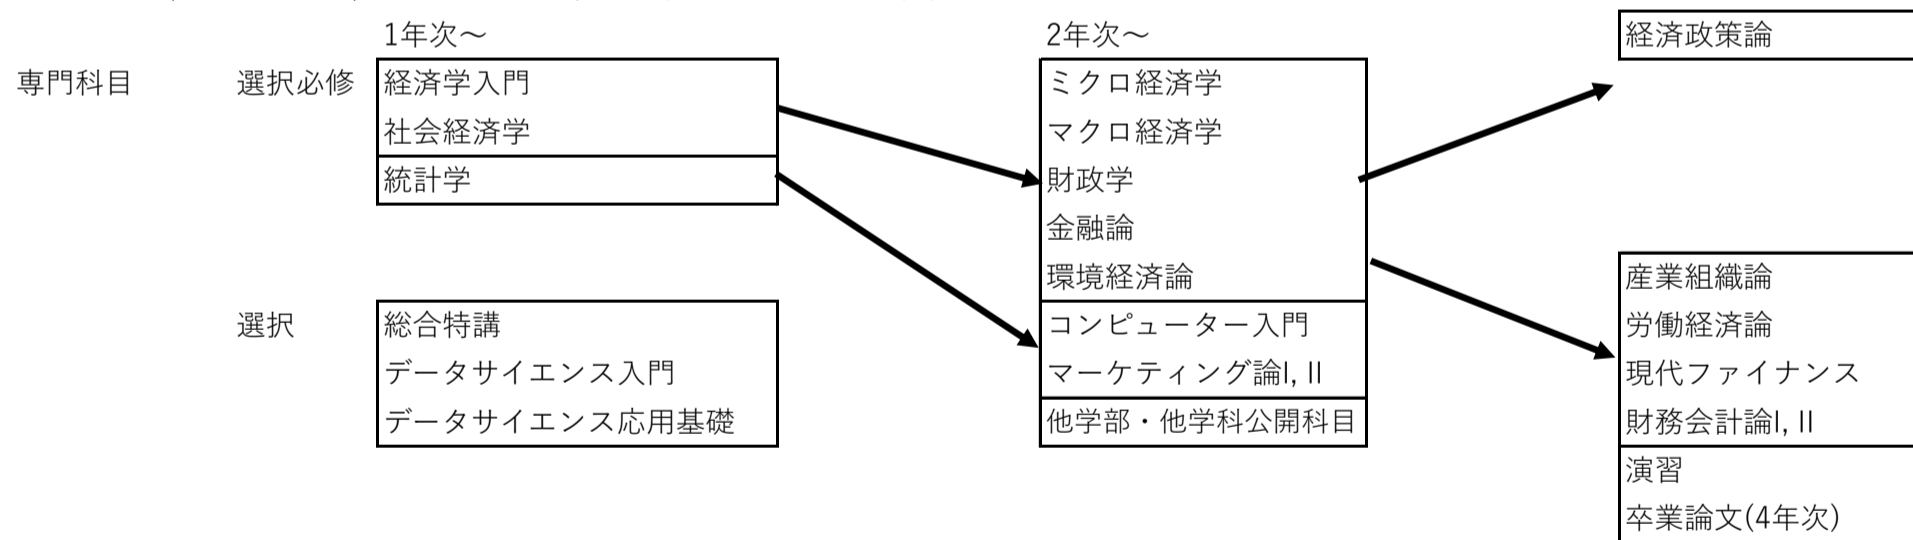 1年次～
2年次～
経済政策論
専門科目
選択必修
経済学入門
社会経済学
統計学
ミクロ経済学
マクロ経済学
財政学
金融論
環境経済論
選択
総合特講
データサイエンス入門
データサイエンス応用基礎
コンピューター入門
マーケティング論I, II
他学部・他学科公開科目
産業組織論
労働経済論
現代ファイナンス
財務会計論I, II
演習
卒業論文(4年次)